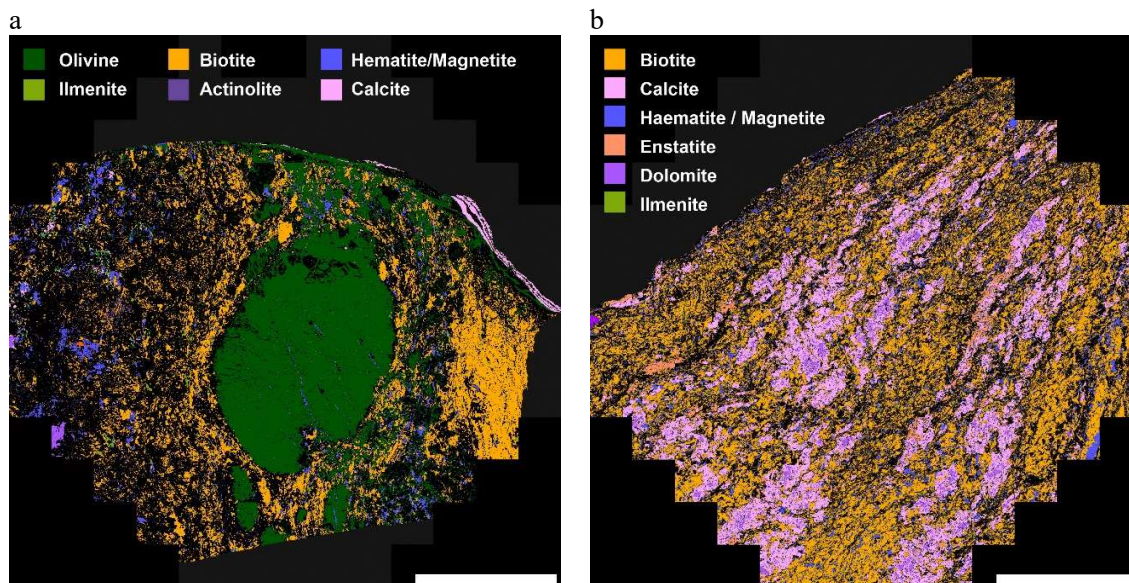 a
Olivine Biotite Hematite/Magnetite
Ilmenite Actinolite Calcite
b
Biotite
Calcite
Haematite / Magnetite
Enstatite
Dolomite
Ilmenite